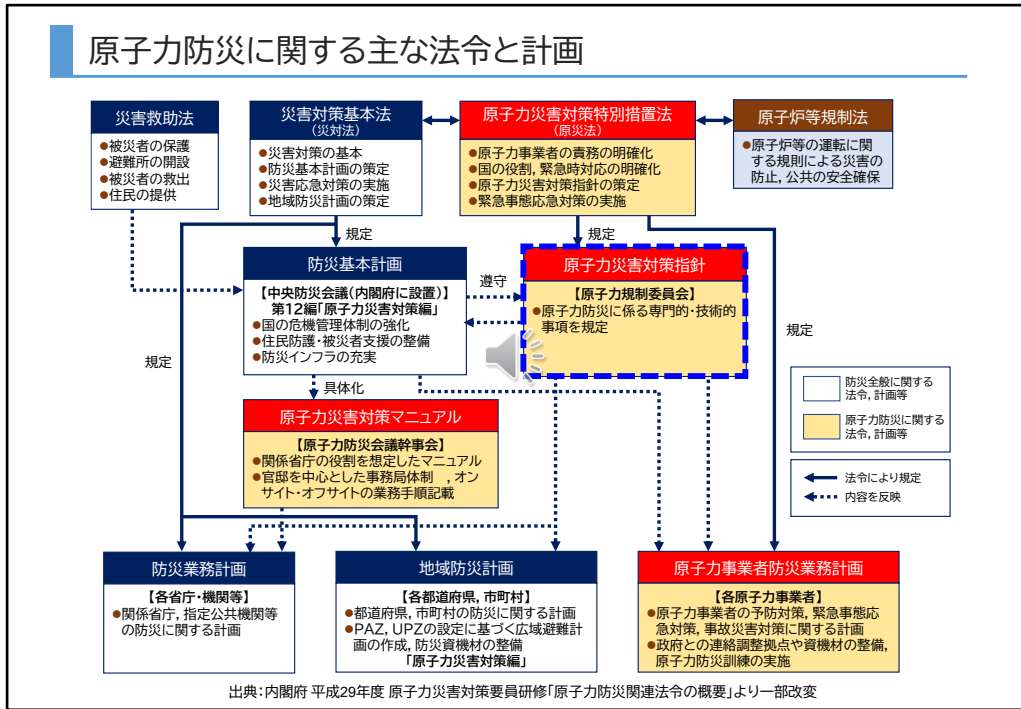 原子力防災に関する主な法令と計画
災害救助法
●被災者の保護
●避難所の開設
●被災者の救出
●住民の提供
災害対策基本法
(災対法)
●災害対策の基本
●防災基本計画の策定
●災害応急対策の実施
●地域防災計画の策定
原子力災害対策特別措置法
(原災法)
●原子力事業者の責務の明確化
●国の役割,緊急時対応の明確化
●原子力災害対策指針の策定
●緊急事態応急対策の実施
原子炉等規制法
●原子炉等の運転に関
する規則による災害の
防止,公共の安全確保
規定
規定
防災基本計画
【中央防災会議(内閣府に設置)】
第12編「原子力災害対策編」
●国の危機管理体制の強化
●住民防護・被災者支援の整備
●防災インフラの充実
遵守
原子力災害対策指針
【原子力規制委員会】
●原子力防災に係る専門的・技術的
事項を規定
規定
規定
具体化
原子力災害対策マニュアル
【原子力防災会議幹事会】
●関係省庁の役割を想定したマニュアル
●官邸を中心とした事務局体制 ,オン
サイト・オフサイトの業務手順記載
防災全般に関する
法令,計画等
原子力防災に関する
法令,計画等
法令により規定
内容を反映
防災業務計画
【各省庁・機関等】
●関係省庁,指定公共機関等
の防災に関する計画
地域防災計画
【各都道府県,市町村】
●都道府県,市町村の防災に関する計画
●PAZ,UPZの設定に基づく広域避難計
画の作成,防災資機材の整備
「原子力災害対策編」
原子力事業者防災業務計画
【各原子力事業者】
●原子力事業者の予防対策,緊急事態応
急対策,事故災害対策に関する計画
●政府との連絡調整拠点や資機材の整備,
原子力防災訓練の実施
出典:内閣府 平成29年度 原子力災害対策要員研修「原子力防災関連法令の概要」より一部改変